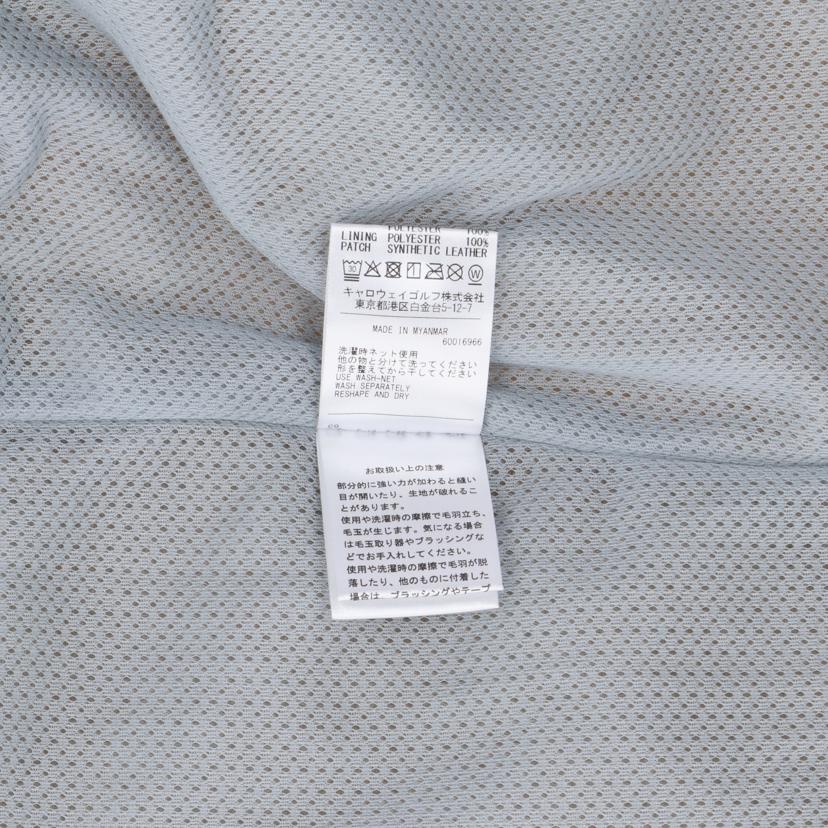 POLYESTER 100%
LINING POLYESTER 100%
PATCH SYNTHETIC LEATHER
30 W
キャロウェイゴルフ株式会社
東京都港区白金台5-12-7
MADE IN MYANMAR
60016966
洗濯時ネット使用
他の物と分けて洗ってください
形を整えてから干してください
USE WASH-NET
WASH SEPARATELY
RESHAPE AND DRY
お取扱い上の注意
部分的に強い力が加わると縫い
目が開いたり、生地が破れるこ
とがあります。
使用や洗濯時の摩擦で毛羽立ち、
毛玉が生じます。気になる場合
は毛玉取り器やブラッシングな
どでお手入れしてください。
使用や洗濯時の摩擦で毛羽が脱
落したり、他のものに付着した
場合は、ブラッシングやテープ